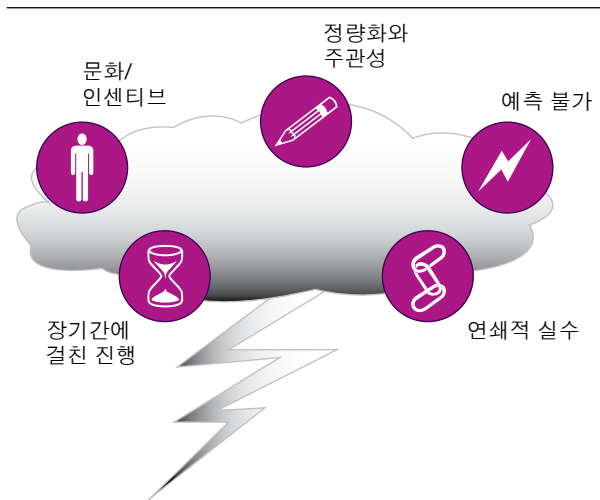 정량화와
주관성
문화/
인센티브
예측 불가
장기간에
걸친 진행
연쇄적 실수